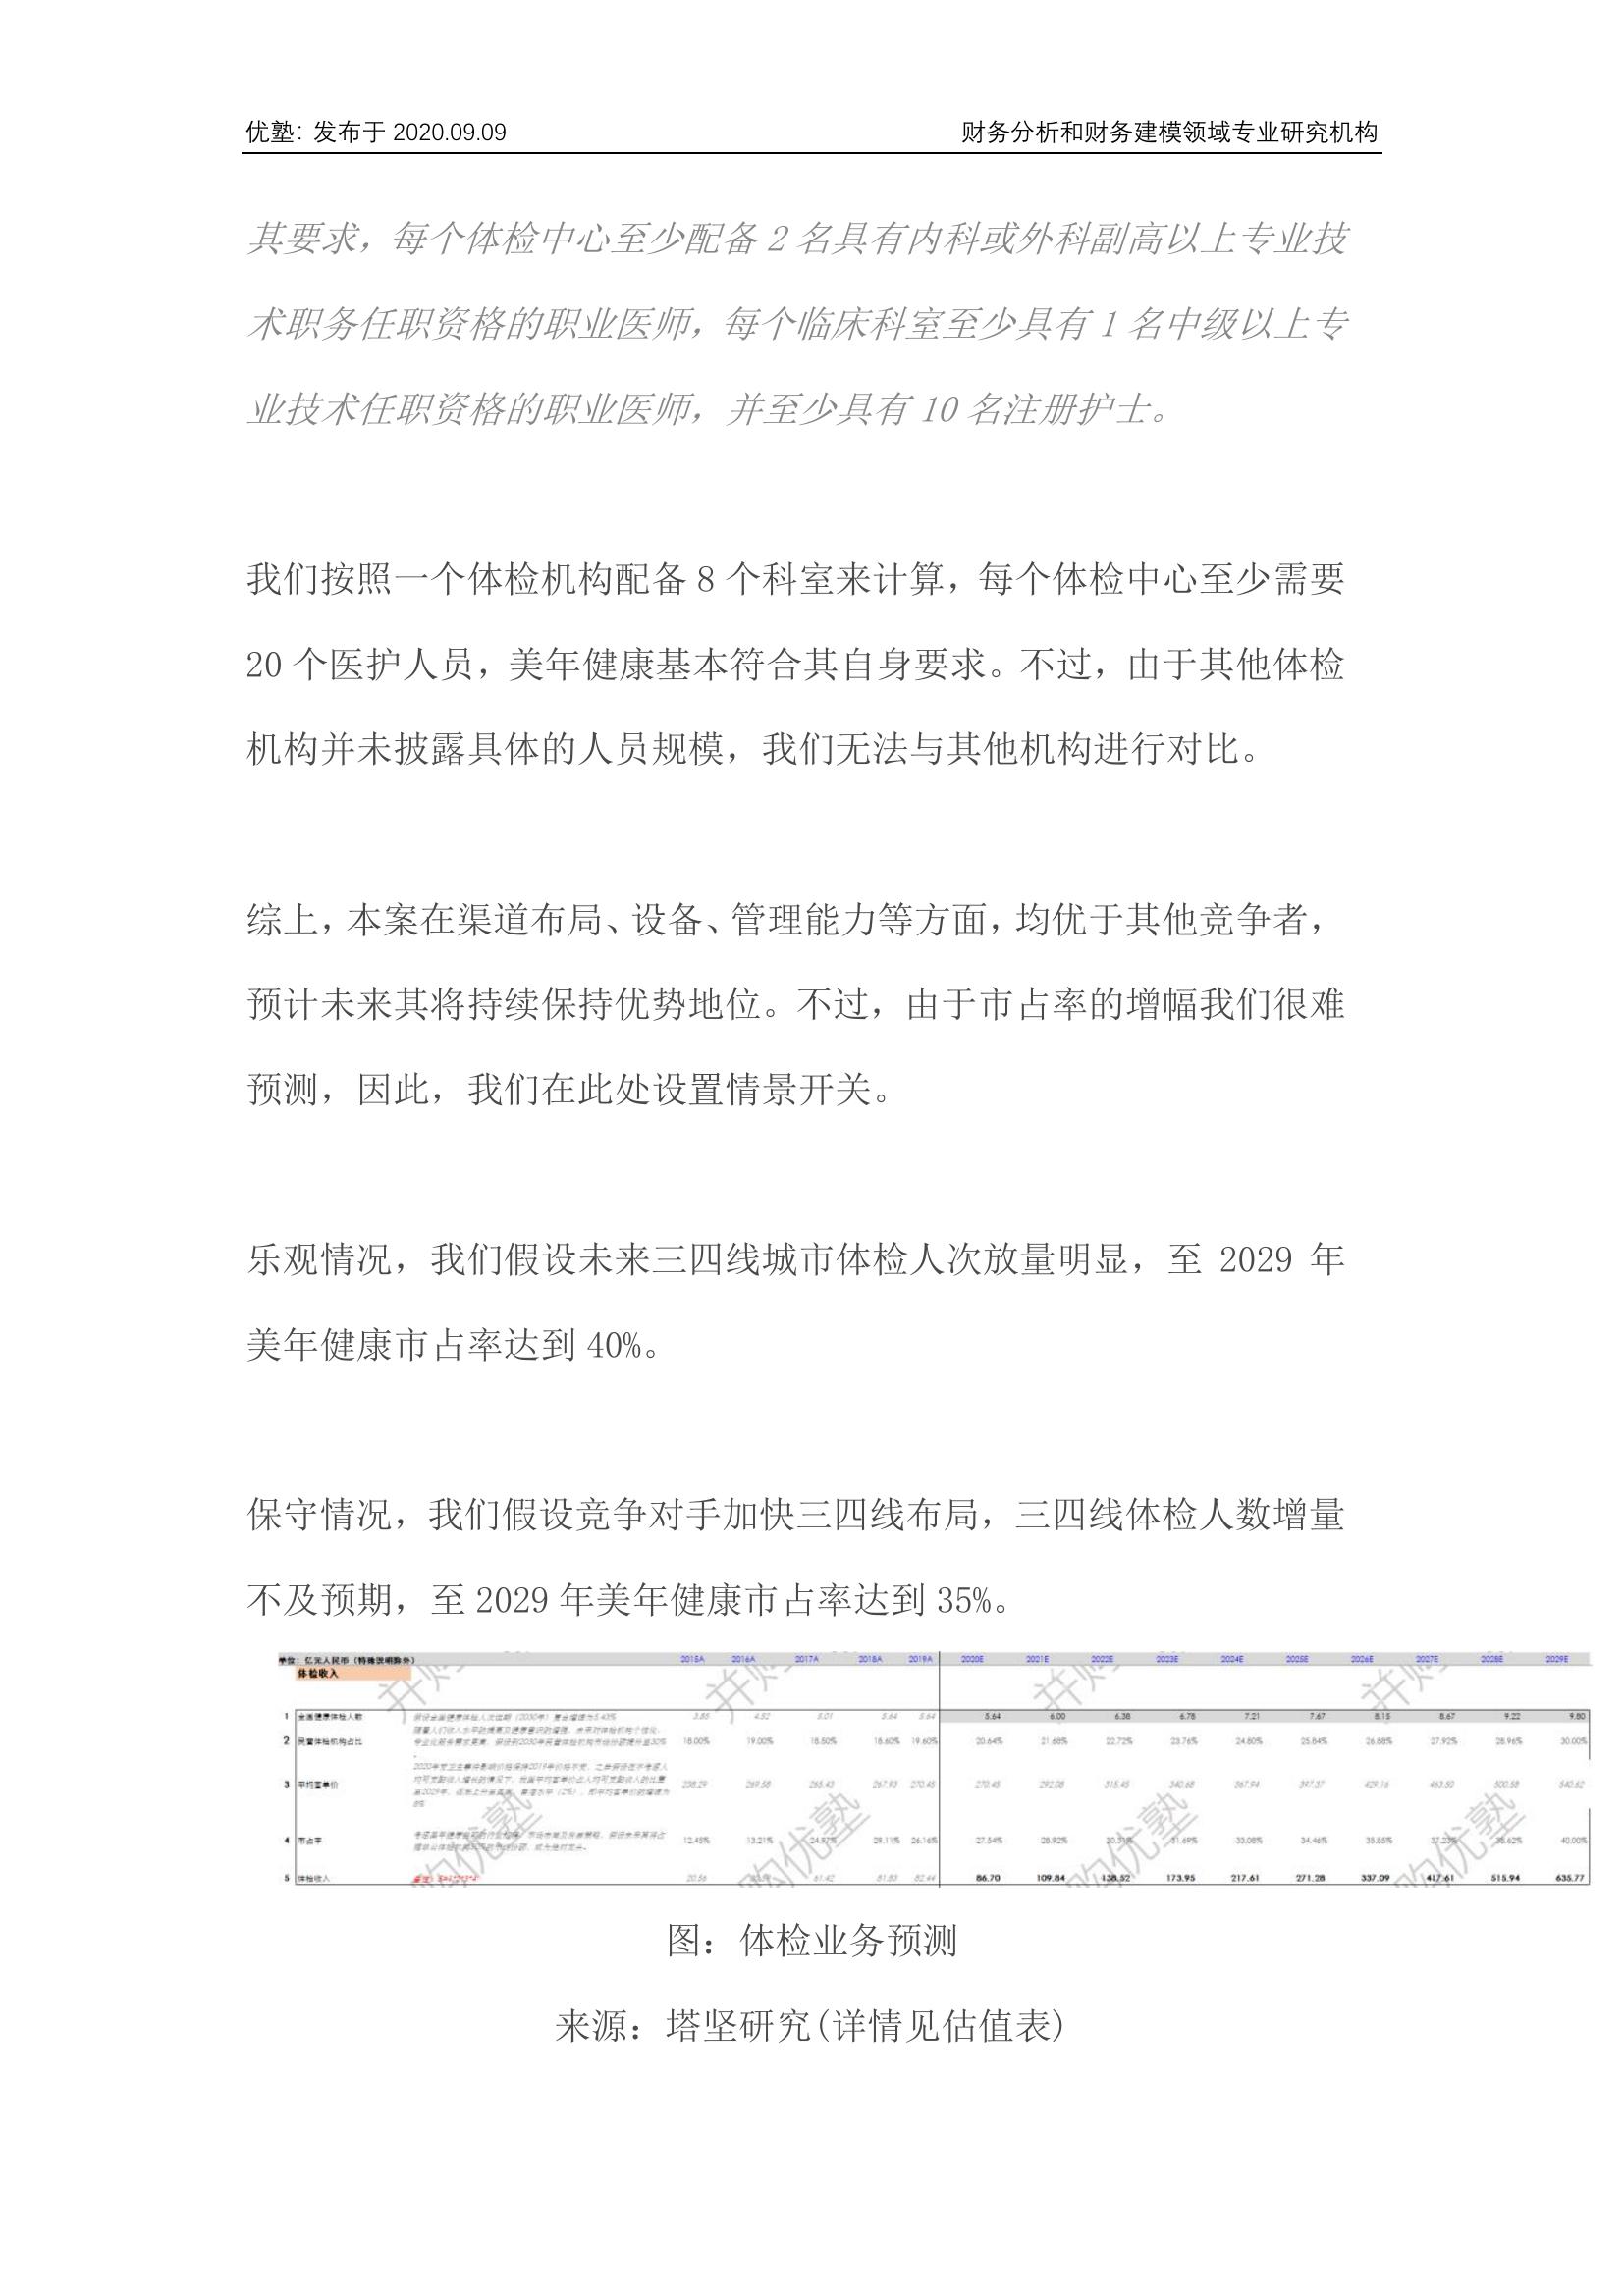 优塾：发布于 2020.09.09 财务分析和财务建模领域专业研究机构
其要求，每个体检中心至少配备 2 名具有内科或外科副高以上专业技
术职务任职资格的职业医师，每个临床科室至少具有 1 名中级以上专
业技术任职资格的职业医师，并至少具有 10 名注册护士。
我们按照一个体检机构配备 8 个科室来计算，每个体检中心至少需要
20 个医护人员，美年健康基本符合其自身要求。不过，由于其他体检
机构并未披露具体的人员规模，我们无法与其他机构进行对比。
综上，本案在渠道布局、设备、管理能力等方面，均优于其他竞争者，
预计未来其将持续保持优势地位。不过，由于市占率的增幅我们很难
预测，因此，我们在此处设置情景开关。
乐观情况，我们假设未来三四线城市体检人次放量明显，至 2029 年
美年健康市占率达到 40%。
保守情况，我们假设竞争对手加快三四线布局，三四线体检人数增量
不及预期，至 2029 年美年健康市占率达到 35%。
单位：亿元人民币（特殊说明除外） 2015A 2016A 2017A 2018A 2019A 2020E 2021E 2022E 2023E 2024E 2025E 2026E 2027E 2028E 2029E
体检收入
1 全国健康体检人数 3.85 4.52 5.01 5.64 5.64 5.64 6.00 6.38 6.78 7.21 7.67 8.15 8.67 9.22 9.80
2 民营体检机构占比 18.00% 19.00% 18.50% 18.60% 19.60% 20.64% 21.68% 22.72% 23.76% 24.80% 25.84% 26.88% 27.92% 28.96% 30.00%
3 平均客单价 238.29 269.58 265.43 267.93 270.45 270.45 292.08 315.45 340.68 367.94 397.37 429.16 463.50 500.58 540.62
4 市占率 12.45% 13.21% 24.97% 29.11% 26.16% 27.54% 28.92% 30.31% 31.69% 33.08% 34.46% 35.85% 37.23% 38.62% 40.00%
5 体检收入 20.56 61.42 81.83 82.44 86.70 109.84 138.52 173.95 217.61 271.28 337.09 417.61 515.94 635.77
图：体检业务预测
来源：塔坚研究(详情见估值表)